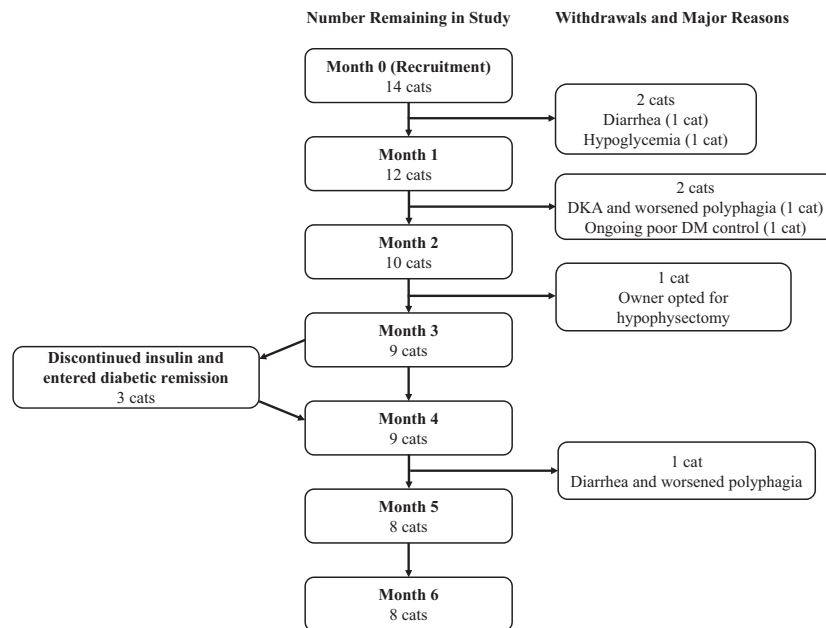 Number Remaining in Study
Withdrawals and Major Reasons
Month 0 (Recruitment)
14 cats
2 cats
Diarrhea (1 cat)
Hypoglycemia (1 cat)
Month 1
12 cats
2 cats
DKA and worsened polyphagia (1 cat)
Ongoing poor DM control (1 cat)
Month 2
10 cats
1 cat
Owner opted for
hypophysectomy
Month 3
9 cats
Discontinued insulin and
entered diabetic remission
3 cats
Month 4
9 cats
1 cat
Diarrhea and worsened polyphagia
Month 5
8 cats
Month 6
8 cats